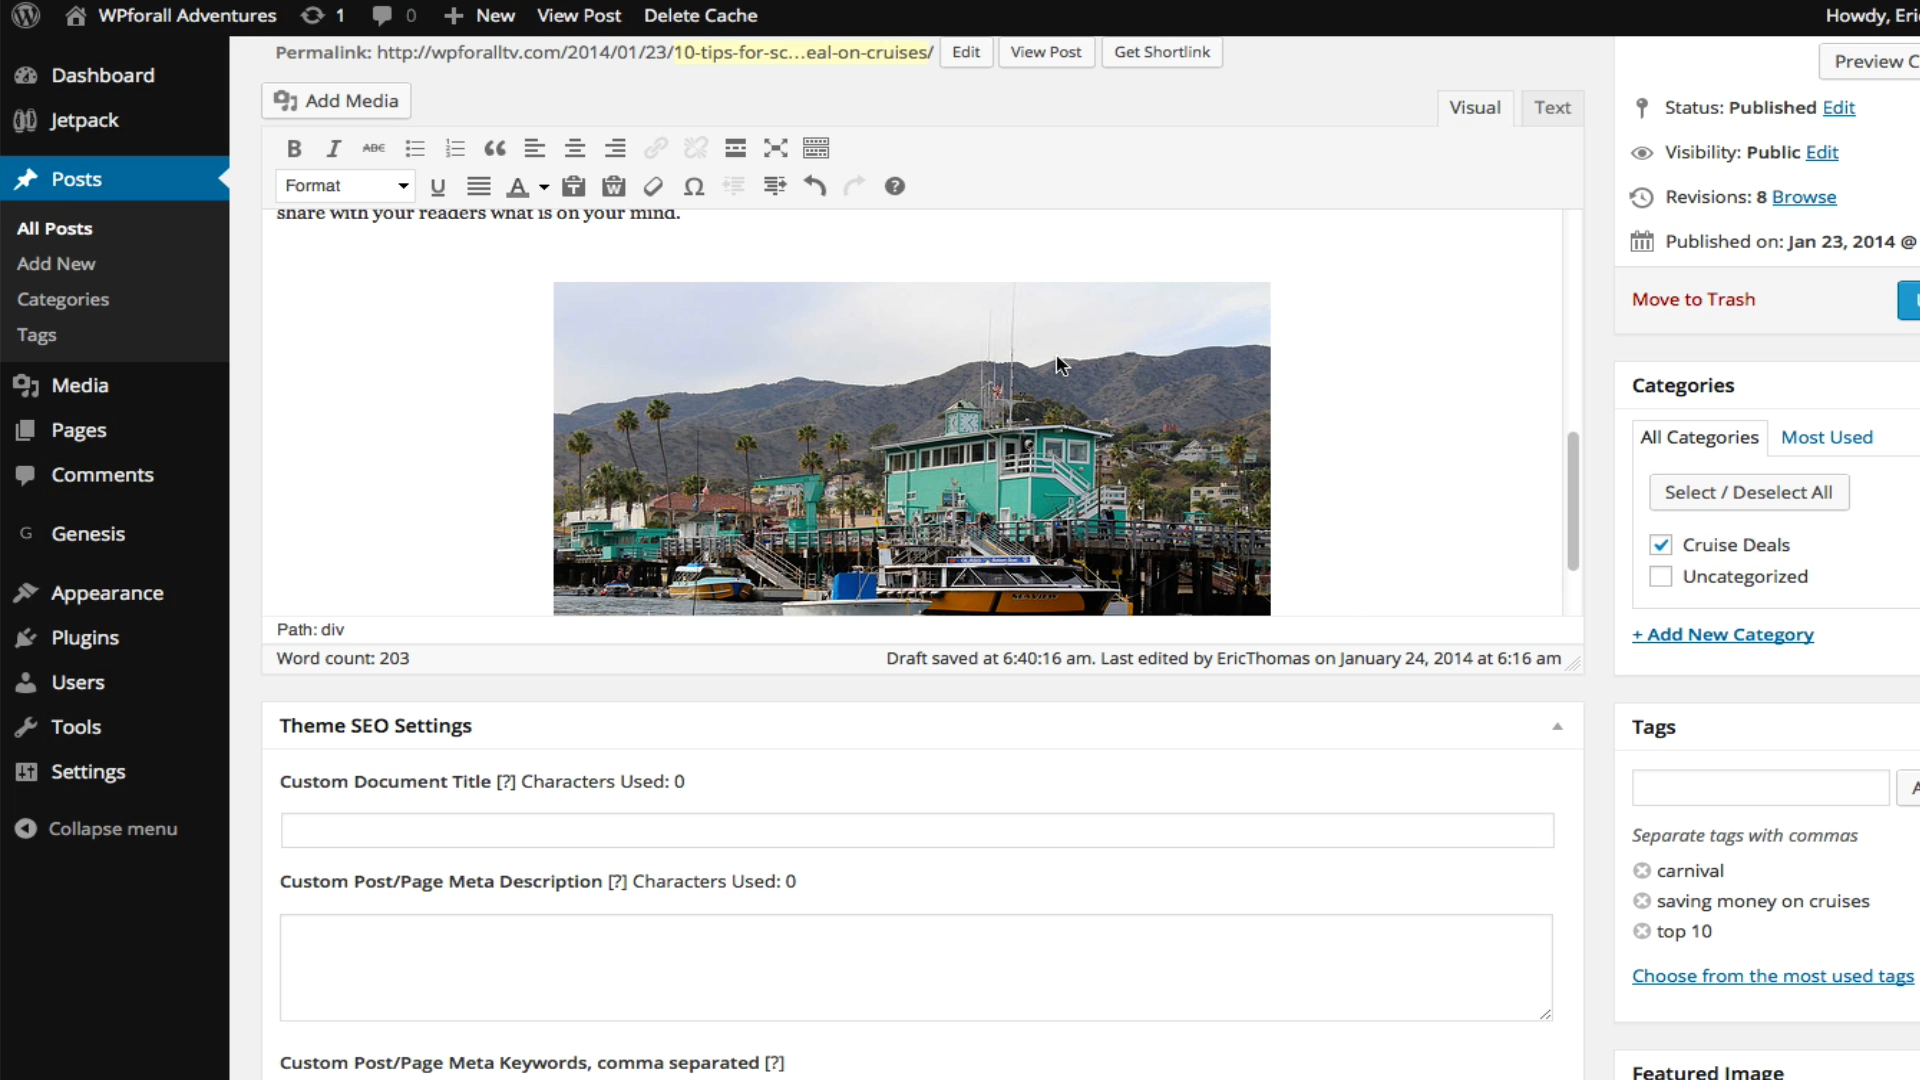 WPforall Adventures 1 0 New View Post Delete Cache Howdy, Eri
Permalink: http://wpforalltv.com/2014/01/23/10-tips-for-sc...eal-on-cruises/ Edit View Post Get Shortlink
Preview C
Dashboard
Jetpack
Posts
All Posts
Add New
Categories
Tags
Media
Pages
Comments
G Genesis
Appearance
Plugins
Users
Tools
Settings
Collapse menu
Add Media
Visual Text
B I ABC
Format U A T W Ω ?
share with your readers what is on your mind.
SEAVIEW
Path: div
Word count: 203
Draft saved at 6:40:16 am. Last edited by EricThomas on January 24, 2014 at 6:16 am
Theme SEO Settings
Custom Document Title [?] Characters Used: 0
Custom Post/Page Meta Description [?] Characters Used: 0
Custom Post/Page Meta Keywords, comma separated [?]
Status: Published Edit
Visibility: Public Edit
Revisions: 8 Browse
Published on: Jan 23, 2014 @
Move to Trash
Categories
All Categories Most Used
Select / Deselect All
Cruise Deals
Uncategorized
+ Add New Category
Tags
A
Separate tags with commas
carnival
saving money on cruises
top 10
Choose from the most used tags
Featured Image